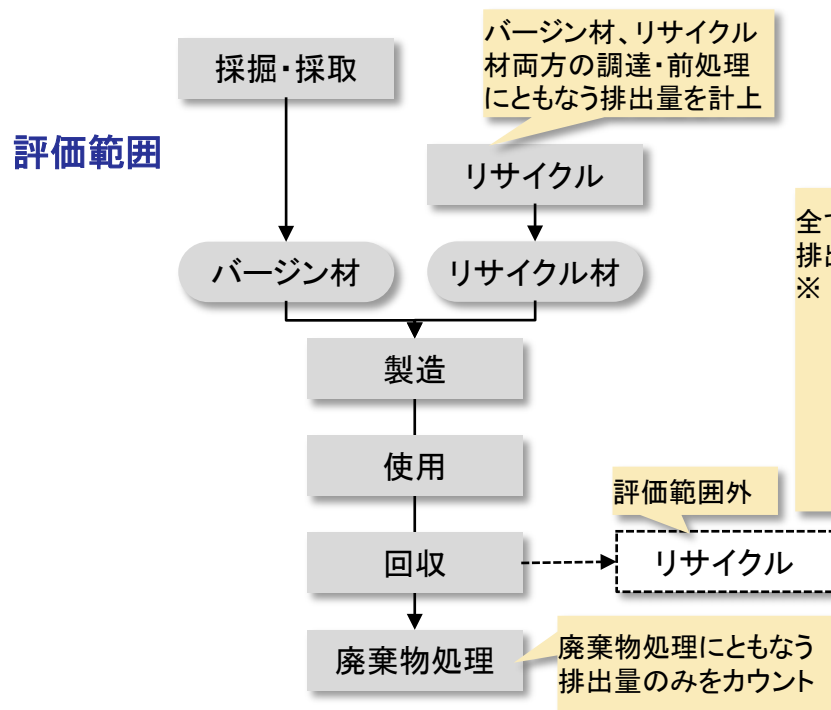 バージン材、リサイクル
材両方の調達・前処理
にともなう排出量を計上
採掘・採取
評価範囲
リサイクル
バージン材
リサイクル材
製造
使用
回収
廃棄物処理
評価範囲外
リサイクル
廃棄物処理にともなう
排出量のみをカウント
※